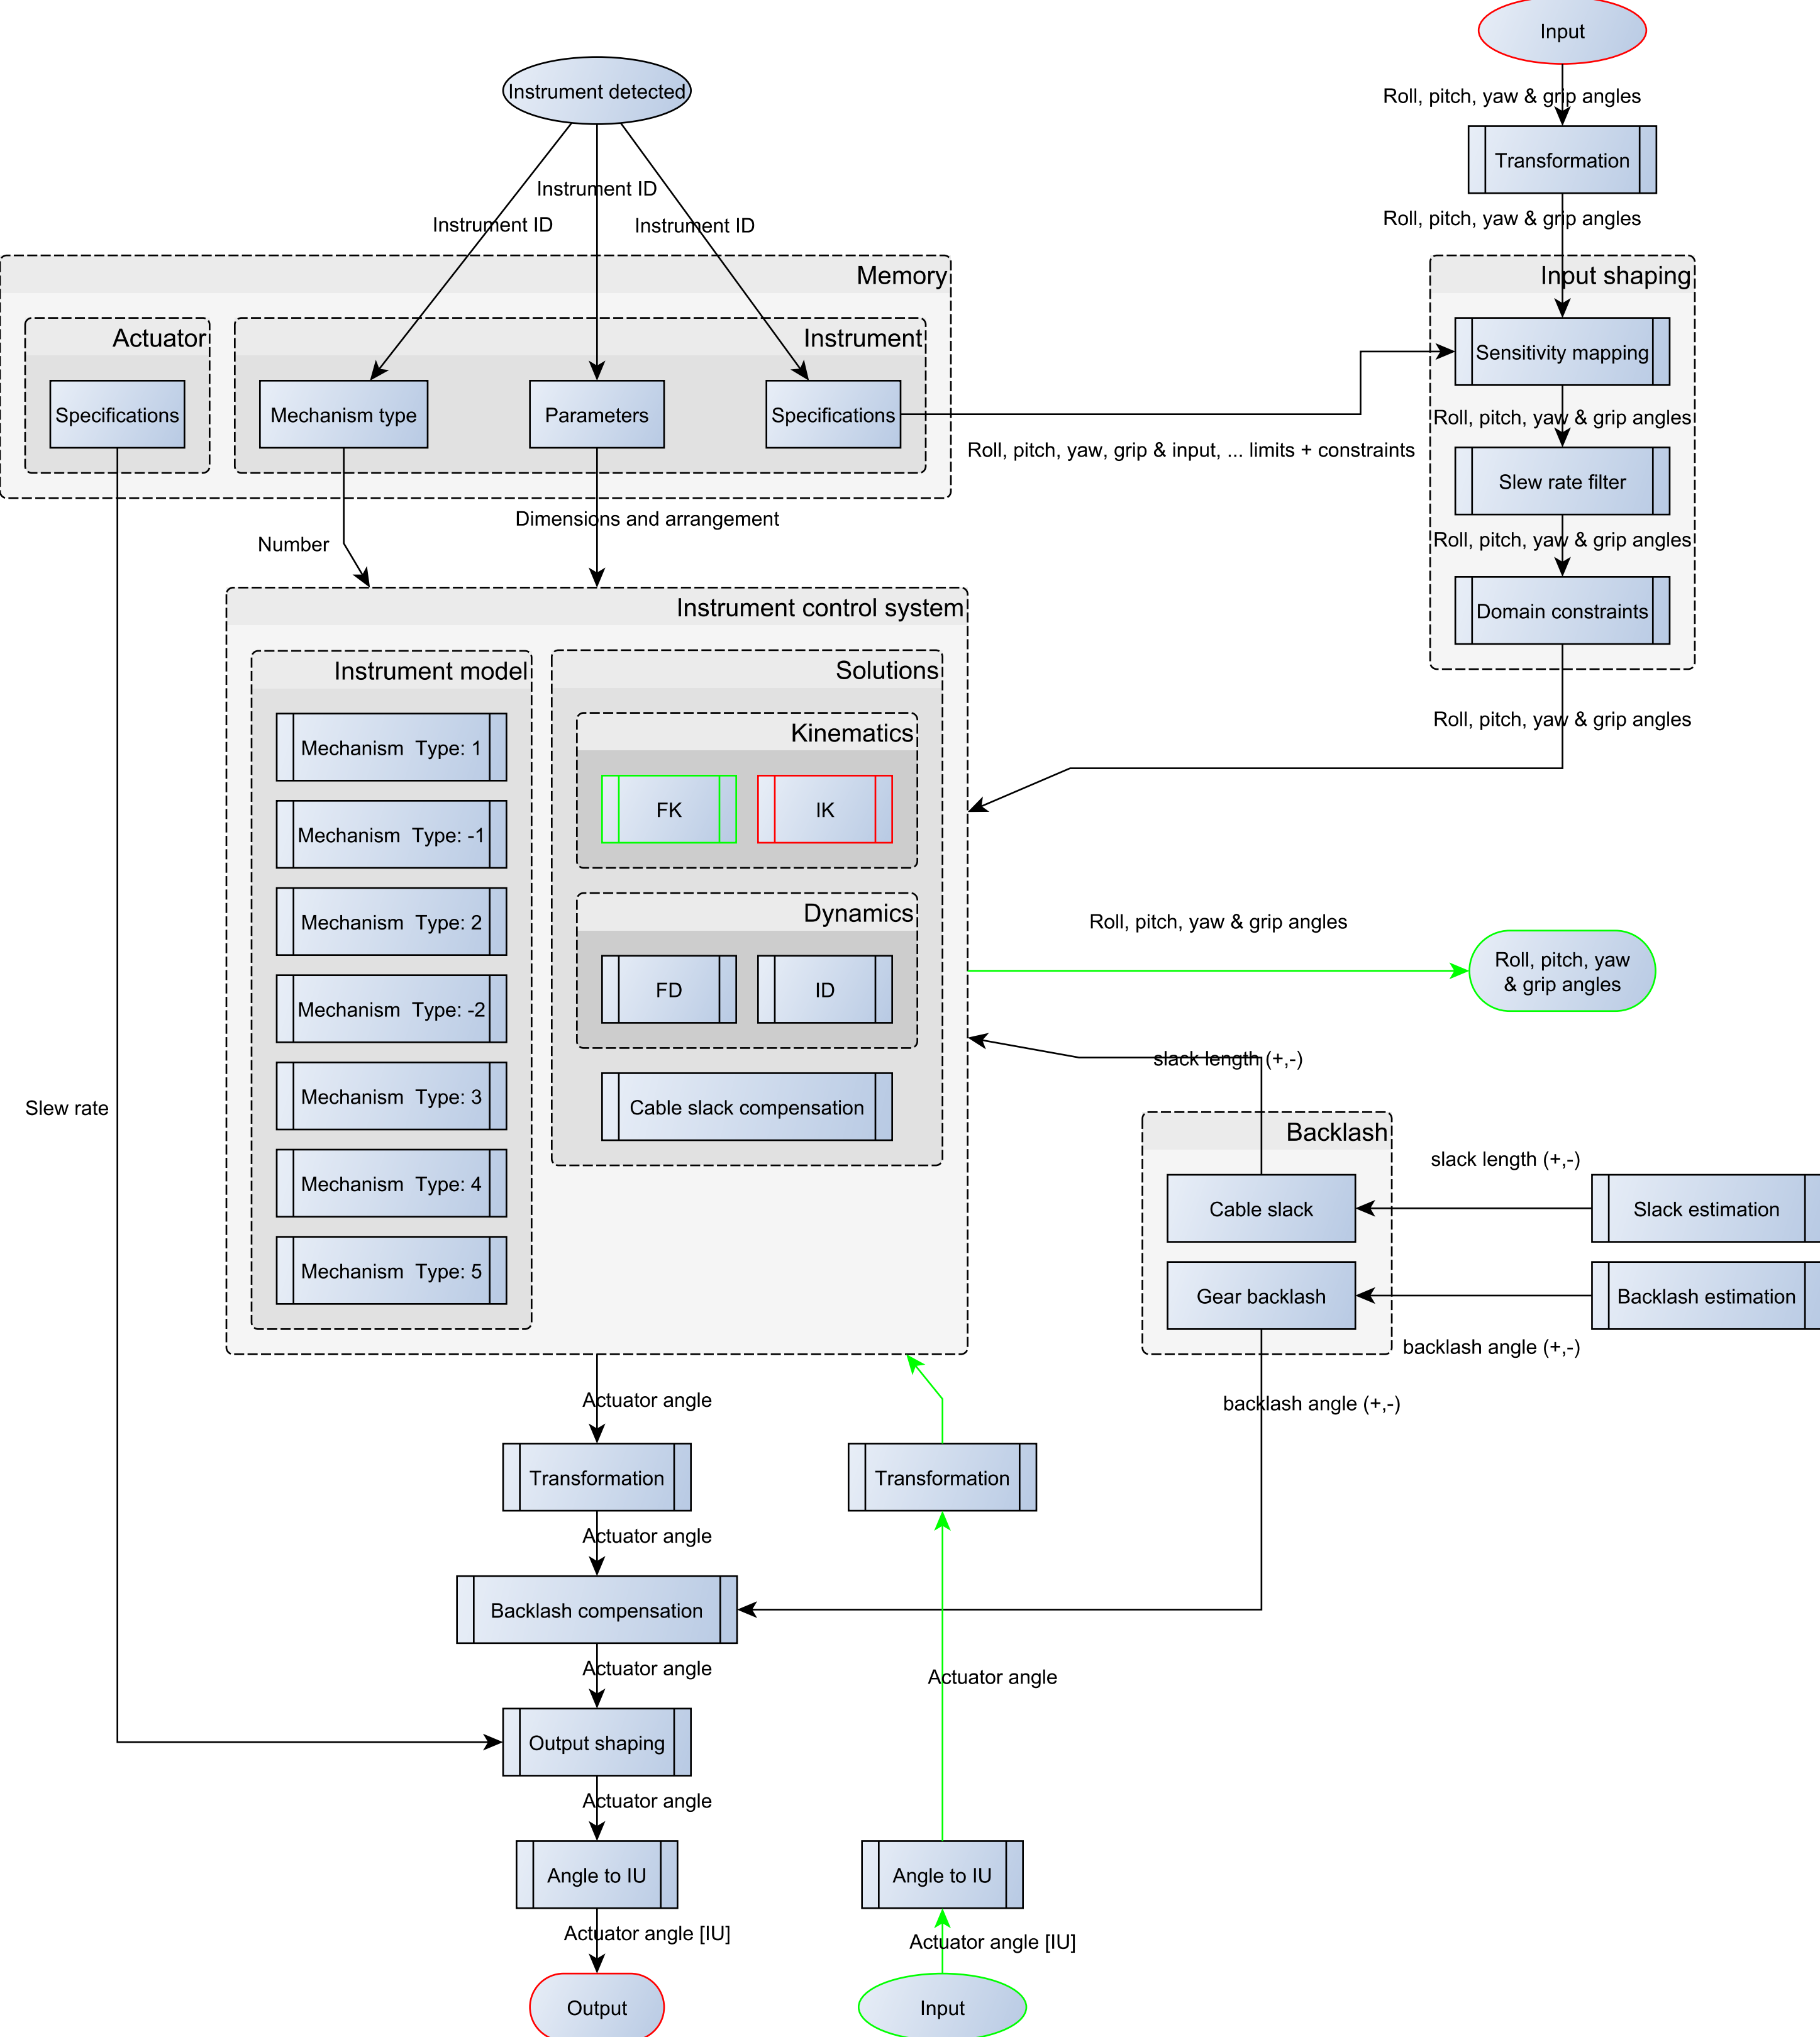 Input
Roll, pitch, yaw & grip angles
Transformation
Roll, pitch, yaw & grip angles
Instrument detected
Instrument ID
Instrument ID
Instrument ID
Memory
Actuator
Specifications
Instrument
Mechanism type
Parameters
Specifications
Roll, pitch, yaw, grip & input, ... limits + constraints
Input shaping
Sensitivity mapping
Roll, pitch, yaw & grip angles
Slew rate filter
Roll, pitch, yaw & grip angles
Domain constraints
Roll, pitch, yaw & grip angles
Number
Dimensions and arrangement
Instrument control system
Instrument model
Mechanism Type: 1
Mechanism Type: -1
Mechanism Type: 2
Mechanism Type: -2
Mechanism Type: 3
Mechanism Type: 4
Mechanism Type: 5
Solutions
Kinematics
FK
IK
Dynamics
FD
ID
Cable slack compensation
Roll, pitch, yaw & grip angles
Roll, pitch, yaw
& grip angles
slack length (+,-)
Slew rate
Backlash
Cable slack
Gear backlash
slack length (+,-)
Slack estimation
Backlash estimation
backlash angle (+,-)
backlash angle (+,-)
Actuator angle
Transformation
Transformation
Actuator angle
Backlash compensation
Actuator angle
Actuator angle
Output shaping
Actuator angle
Angle to IU
Angle to IU
Actuator angle [IU]
Actuator angle [IU]
Output
Input